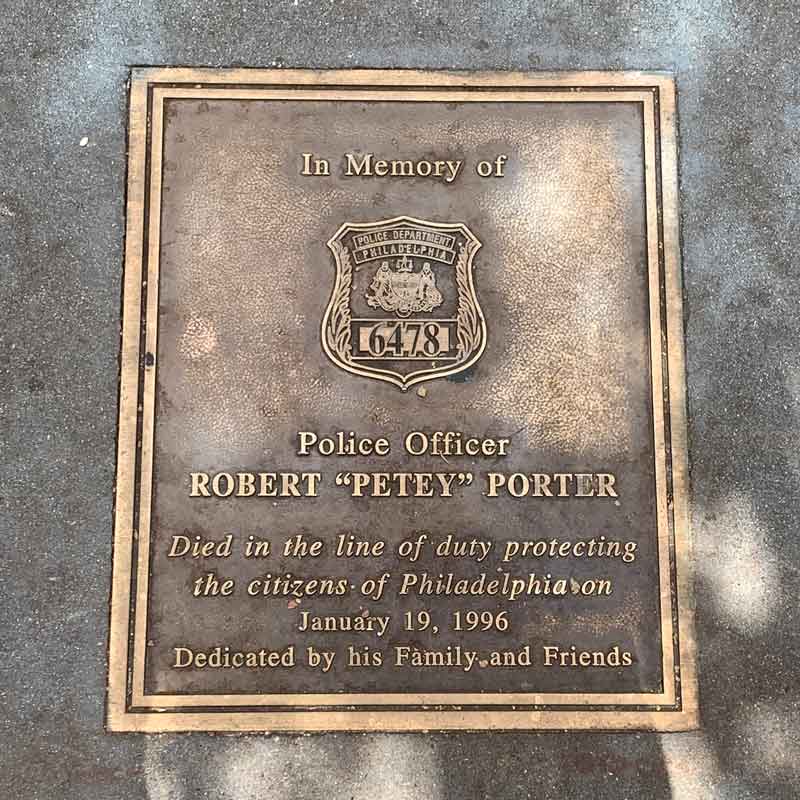 In Memory of
POLICE DEPARTMENT
PHILADELPHIA
6478
Police Officer
ROBERT “PETEY” PORTER
Died in the line of duty protecting
the citizens of Philadelphia on
January 19, 1996
Dedicated by his Family and Friends